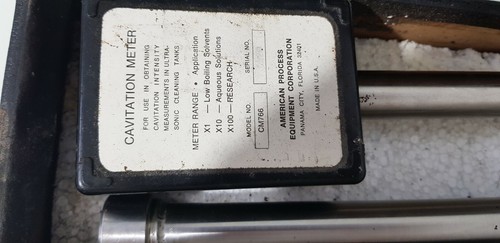 CAVITATION METER
FOR USE IN OBTAINING
CAVITATION INTENSITY
MEASUREMENTS IN ULTRA-
SONIC CLEANING TANKS.
METER RANGE: • Application
X1 — Low Boiling Solvents
X10 — Aqueous Solutions
X100 — RESEARCH
MODEL NO. CM766 SERIAL NO.
AMERICAN PROCESS
EQUIPMENT CORPORATION
PANAMA CITY, FLORIDA 32401
MADE IN U.S.A.